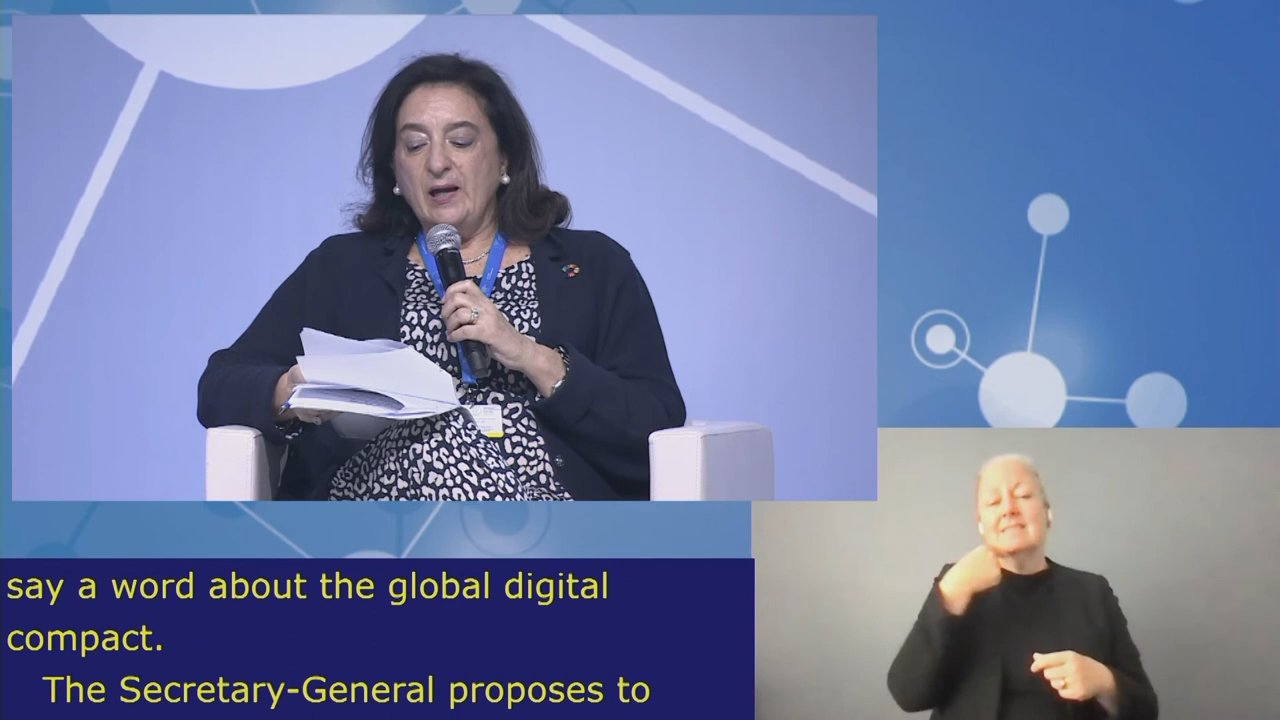 say a word about the global digital
compact.
The Secretary-General proposes to